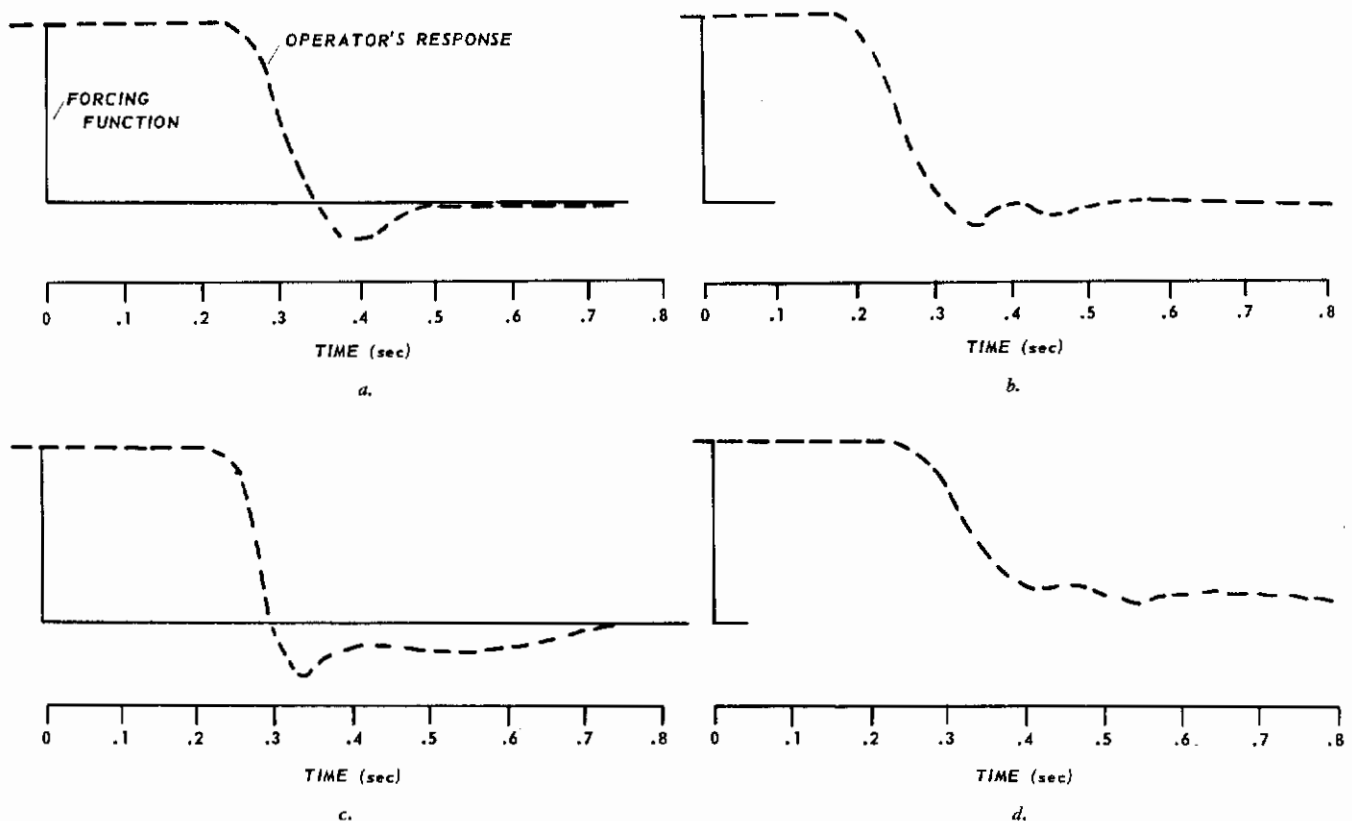 OPERATOR'S RESPONSE
FORCING
FUNCTION
0 .1 .2 .3 .4 .5 .6 .7 .8
TIME (sec)
a.
0 .1 .2 .3 .4 .5 .6 .7 .8
TIME (sec)
b.
0 .1 .2 .3 .4 .5 .6 .7 .8
TIME (sec)
c.
0 .1 .2 .3 .4 .5 .6 .7 .8
TIME (sec)
d.